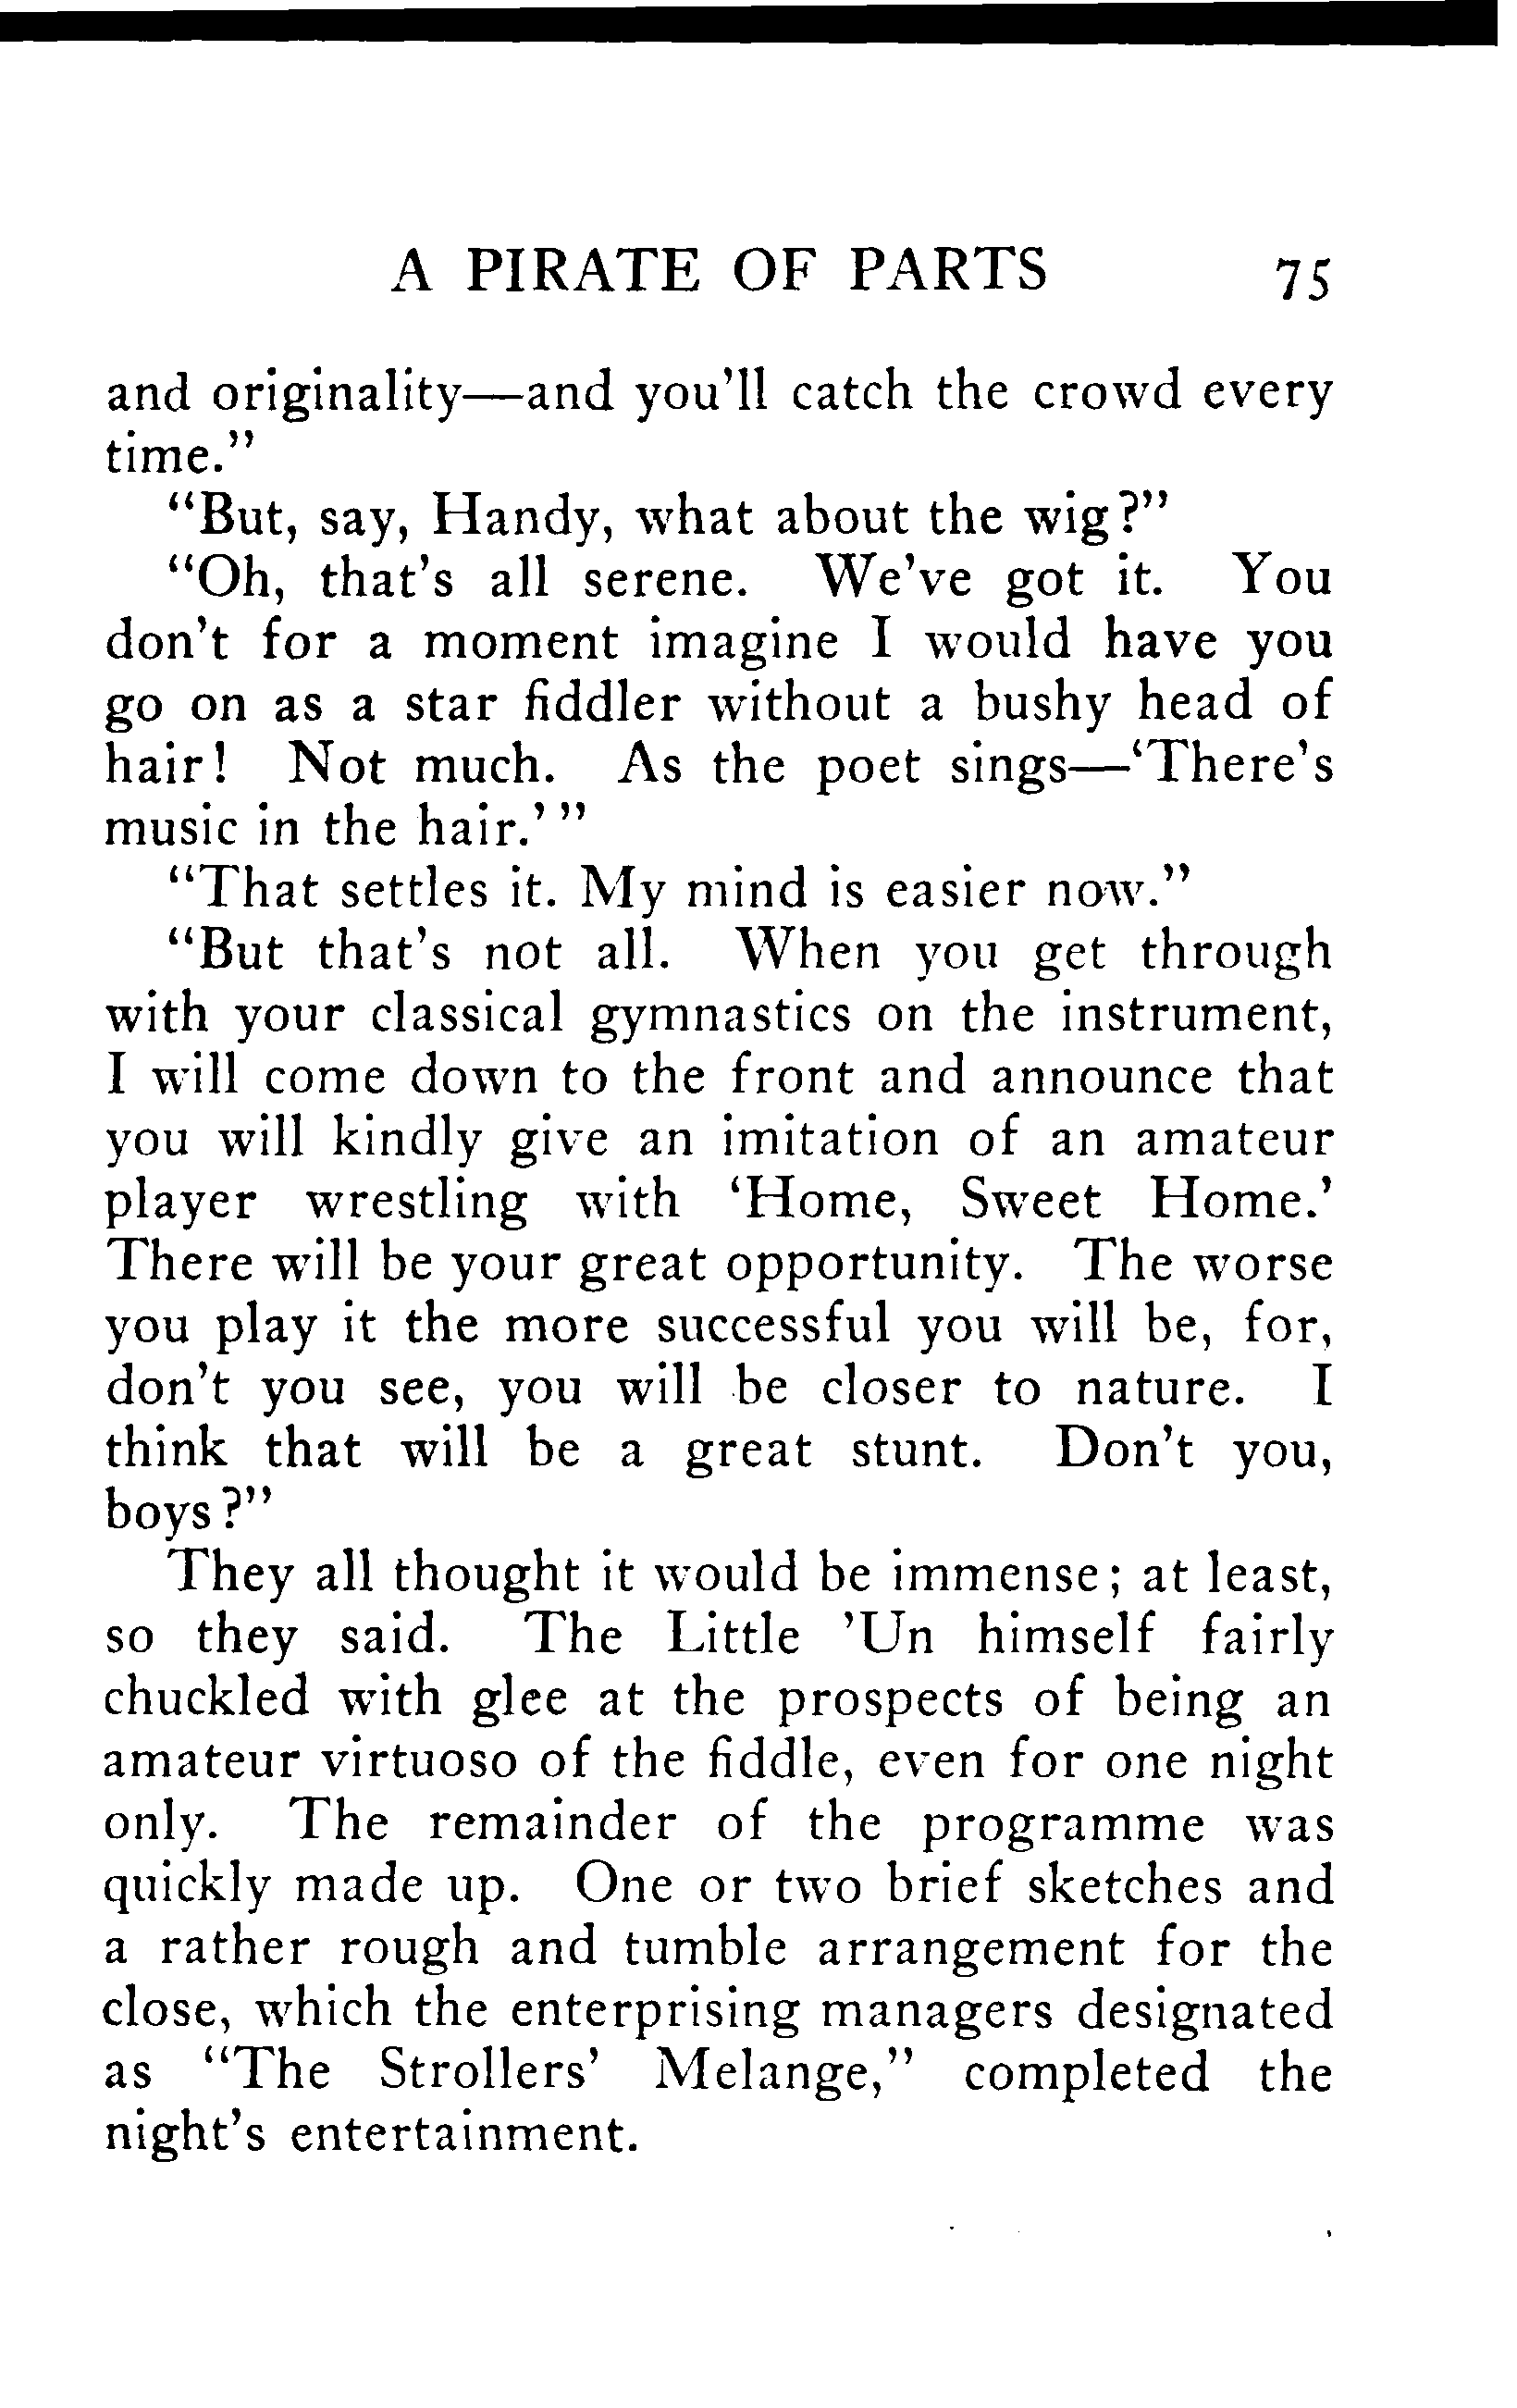 A PIRATE OF PARTS 75
and originality—and you'll catch the crowd every
time."
"But, say, Handy, what about the wig?"
"Oh, that's all serene. We've got it. You
don't for a moment imagine I would have you
go on as a star fiddler without a bushy head of
hair! Not much. As the poet sings—'There's
music in the hair.' "
"That settles it. My mind is easier now."
"But that's not all. When you get through
with your classical gymnastics on the instrument,
I will come down to the front and announce that
you will kindly give an imitation of an amateur
player wrestling with 'Home, Sweet Home.'
There will be your great opportunity. The worse
you play it the more successful you will be, for,
don't you see, you will be closer to nature. I
think that will be a great stunt. Don't you,
boys?"
They all thought it would be immense; at least,
so they said. The Little 'Un himself fairly
chuckled with glee at the prospects of being an
amateur virtuoso of the fiddle, even for one night
only. The remainder of the programme was
quickly made up. One or two brief sketches and
a rather rough and tumble arrangement for the
close, which the enterprising managers designated
as "The Strollers' Melange," completed the
night's entertainment.